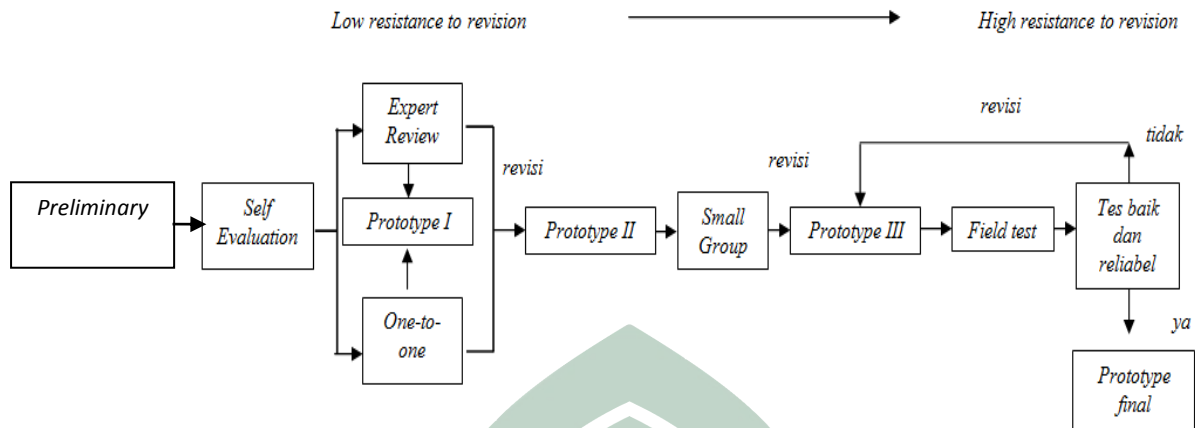 Low resistance to revision
High resistance to revision
Preliminary
Self
Evaluation
Expert
Review
Prototype I
One-to-
one
revisi
Prototype II
Small
Group
revisi
Prototype III
revisi
Field test
Tes baik
dan
reliabel
tidak
ya
Prototype
final